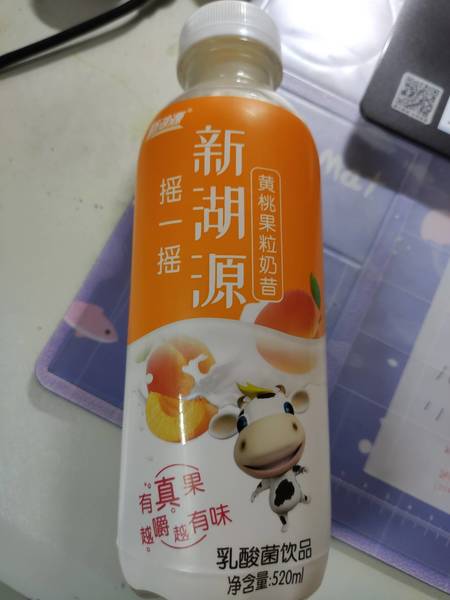 新湖源
摇一摇
黄桃果粒奶昔
有真果
越嚼越有味
乳酸菌饮品
净含量:520ml